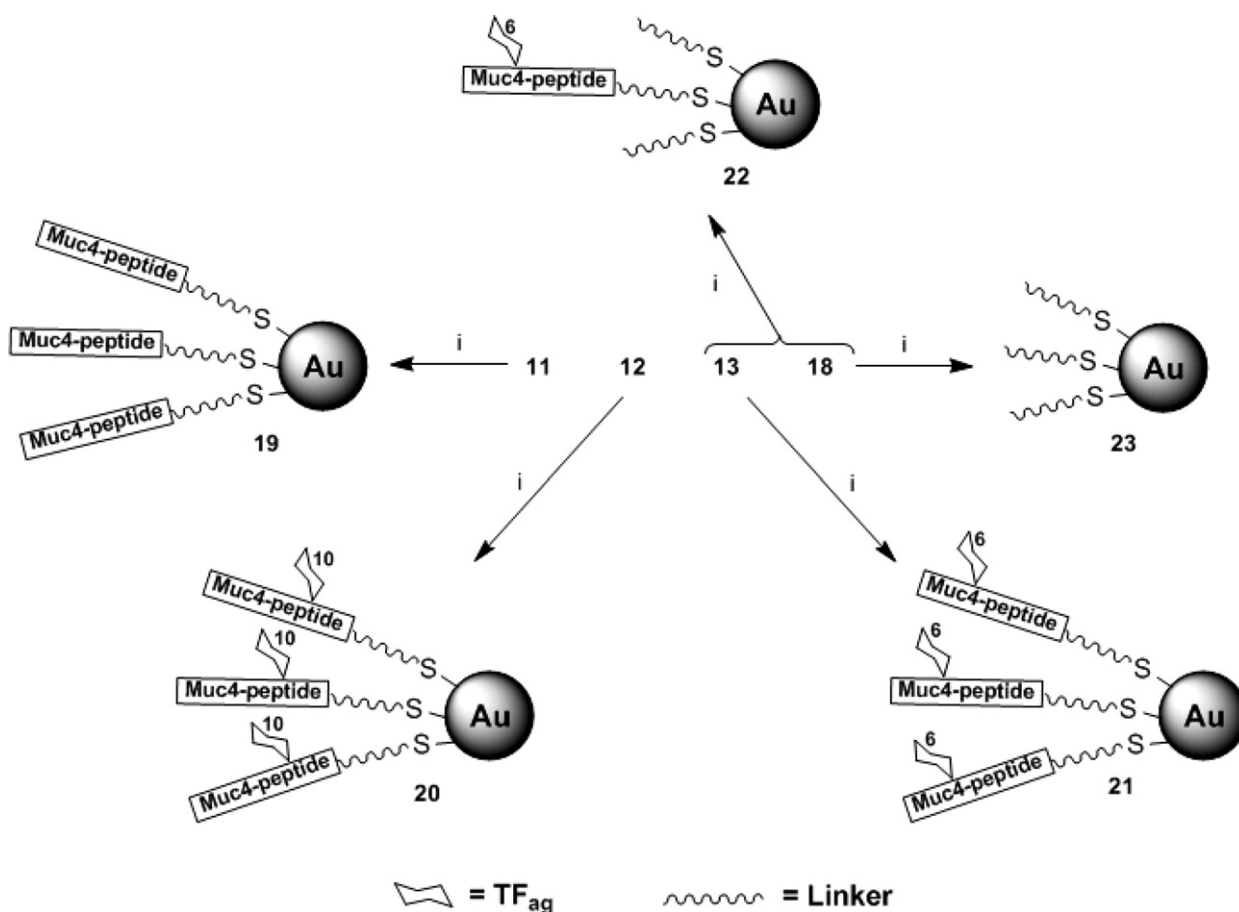 6
S
Muc4-peptide
S
Au
S
22
Muc4-peptide
S
Muc4-peptide
S
Au
Muc4-peptide
S
19
i
11
12
13
18
i
i
S
S
Au
S
23
i
i
10
Muc4-peptide
S
10
Muc4-peptide
S
Au
10
Muc4-peptide
S
20
6
Muc4-peptide
S
6
Muc4-peptide
S
Au
6
Muc4-peptide
S
21
= TFag
= Linker